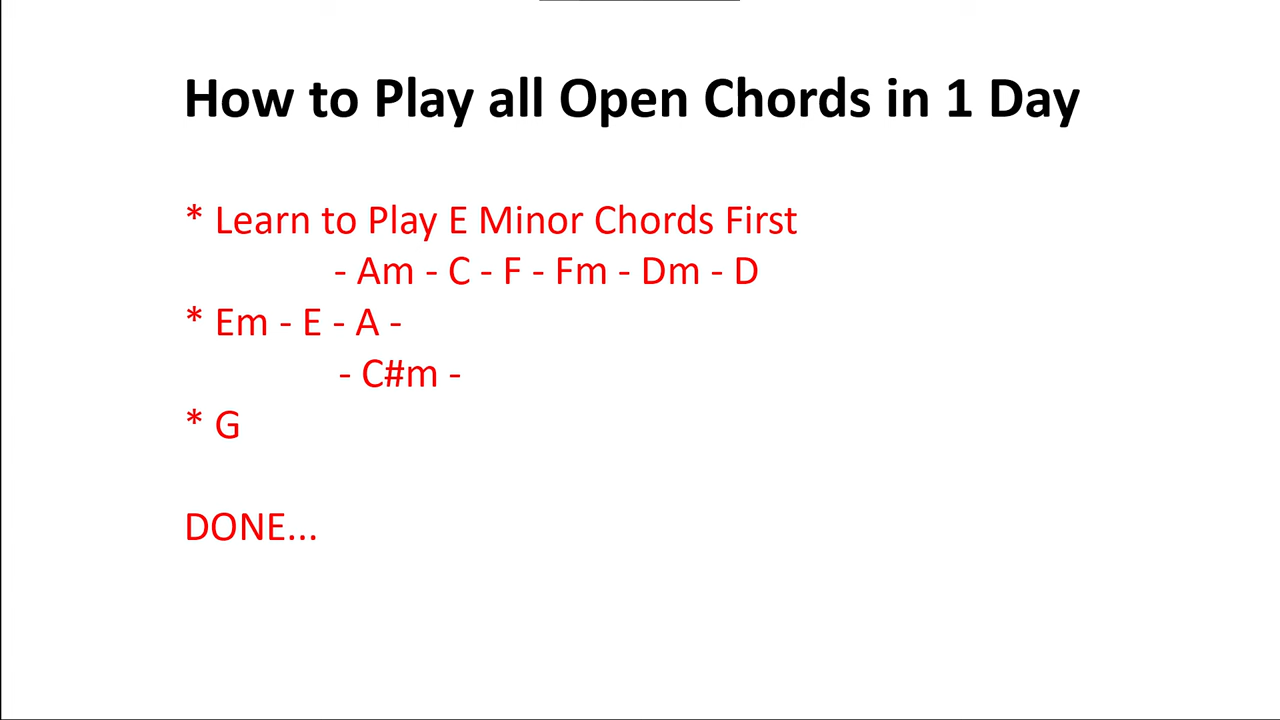 How to Play all Open Chords in 1 Day
* Learn to Play E Minor Chords First
- Am - C - F - Fm - Dm - D
* Em - E - A -
- C#m -
* G
DONE...